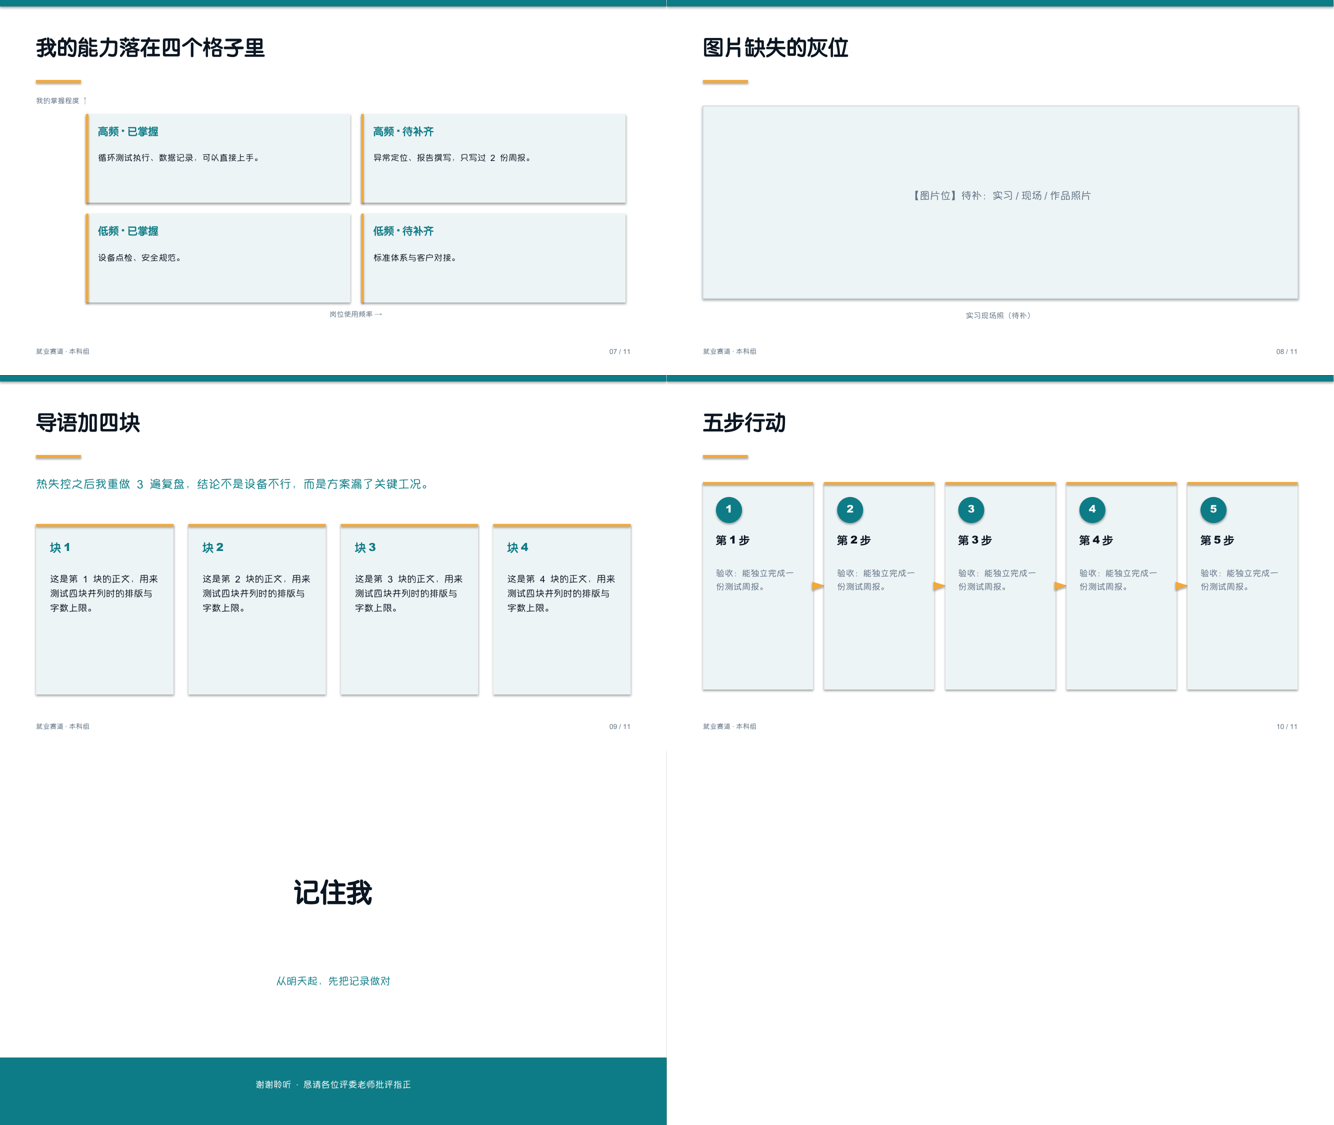 我的能力落在四个格子里
我的掌握程度 ↑
高频·已掌握
循环测试执行、数据记录，可以直接上手。
高频·待补齐
异常定位、报告撰写，只写过 2 份周报。
低频·已掌握
设备点检、安全规范。
低频·待补齐
标准体系与客户对接。
岗位使用频率 →
就业赛道·本科组
07 / 11
图片缺失的灰位
【图片位】待补：实习 / 现场 / 作品照片
实习现场照（待补）
就业赛道·本科组
08 / 11
导语加四块
热失控之后我重做 3 遍复盘，结论不是设备不行，而是方案漏了关键工况。
块 1
这是第 1 块的正文，用来
测试四块并列时的排版与
字数上限。
块 2
这是第 2 块的正文，用来
测试四块并列时的排版与
字数上限。
块 3
这是第 3 块的正文，用来
测试四块并列时的排版与
字数上限。
块 4
这是第 4 块的正文，用来
测试四块并列时的排版与
字数上限。
就业赛道·本科组
09 / 11
五步行动
1
第 1 步
验收：能独立完成一
份测试周报。
2
第 2 步
验收：能独立完成一
份测试周报。
3
第 3 步
验收：能独立完成一
份测试周报。
4
第 4 步
验收：能独立完成一
份测试周报。
5
第 5 步
验收：能独立完成一
份测试周报。
就业赛道·本科组
10 / 11
记住我
从明天起，先把记录做对
谢谢聆听 · 恳请各位评委老师批评指正